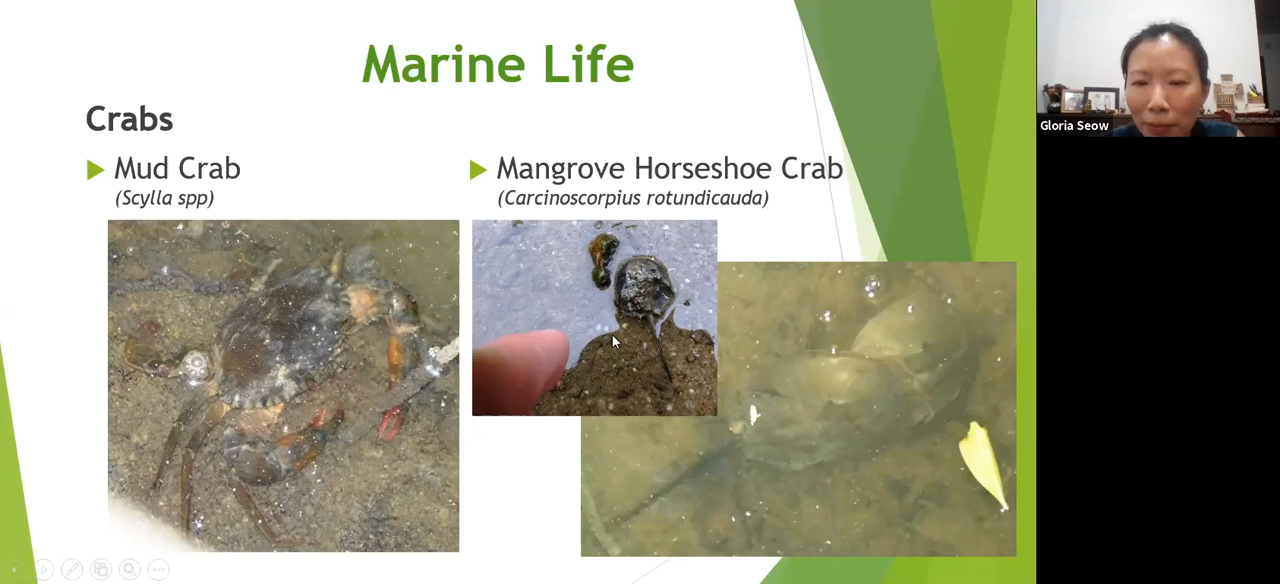 Marine Life
Crabs
Mud Crab
(Scylla spp)
Mangrove Horseshoe Crab
(Carcinoscorpius rotundicauda)
Gloria Seow